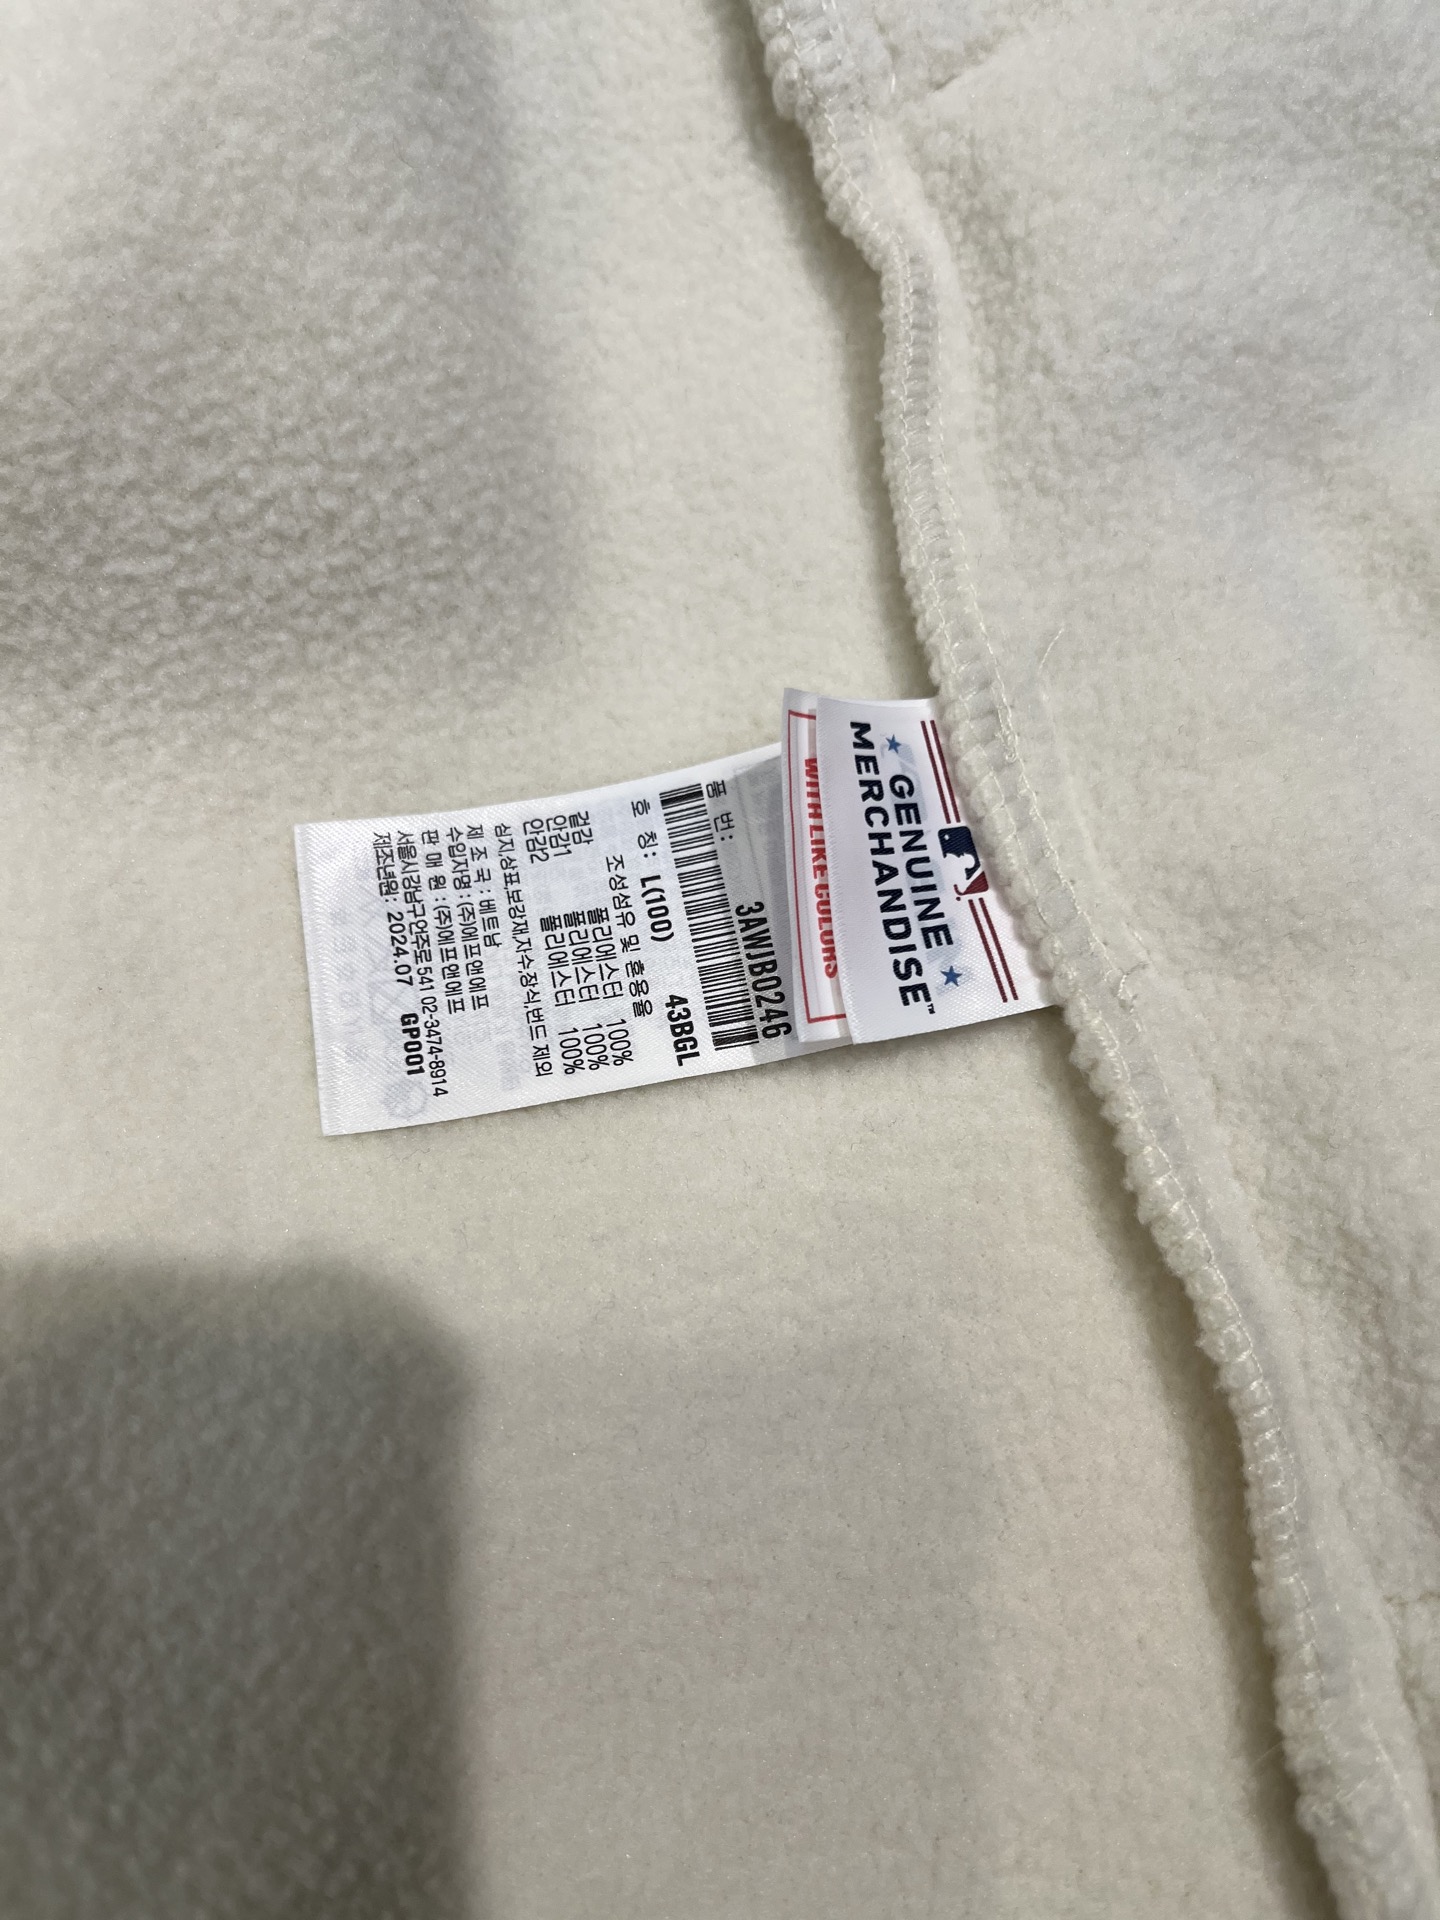 GENUINE
MERCHANDISE™
WITH LIKE COLORS
품 번: 3AWJB0246
호 칭: L(100) 43BGL
조성섬유 및 혼용율
겉감 폴리에스터 100%
안감1 폴리에스터 100%
안감2 폴리에스터 100%
심지,상표,보강재,자수장식,밴드 제외
제 조 국 : 베트남
수입자명 : (주)에프앤에프
판 매 원 : (주)에프앤에프
서울시강남구언주로 541 02-3474-8914
제조년월: 2024.07 GP001